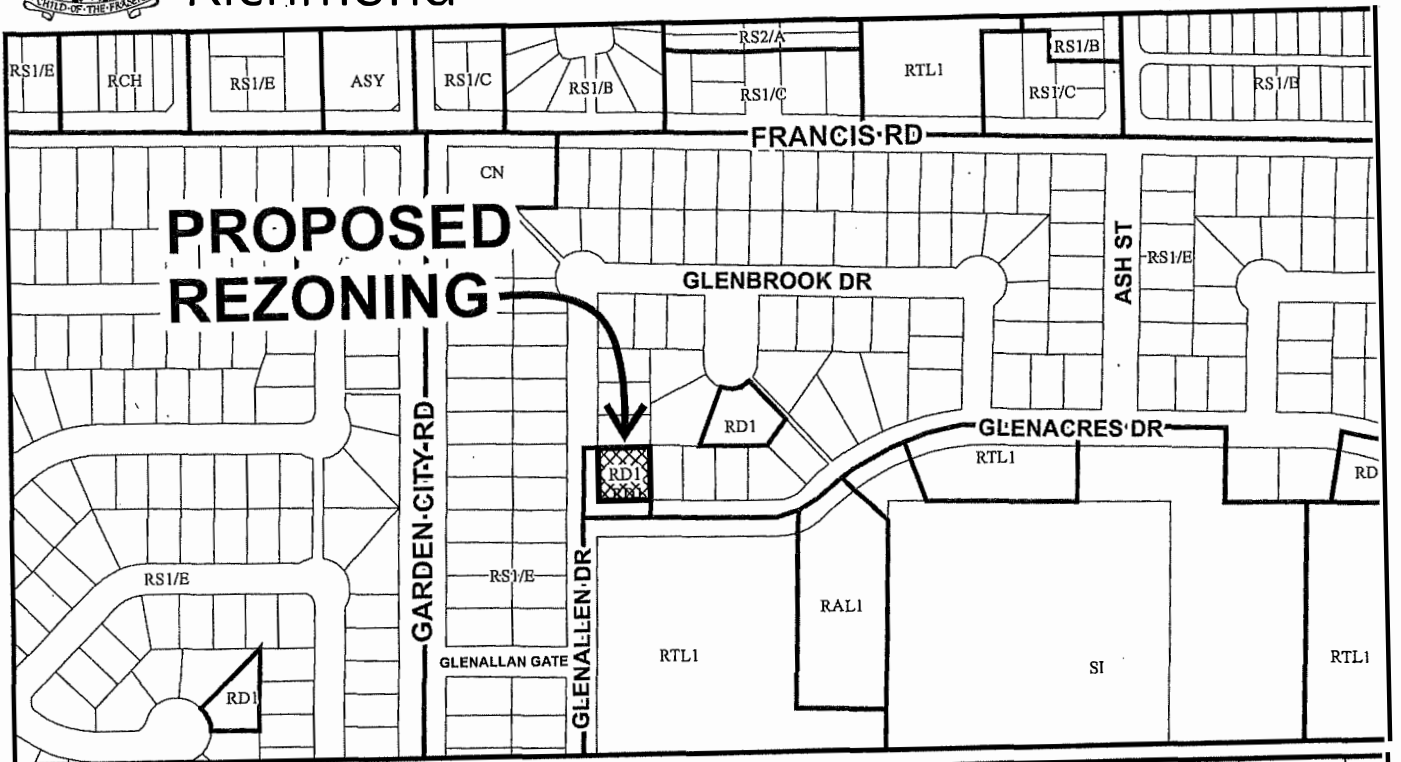 CHILD·OF·THE·FRASER
Richmond
RS1/E
RCH
RS1/E
ASY
RS1/C
RS1/B
RS2/A
RS1/C
RTL1
RS1/B
RS1/C
RS1/B
FRANCIS RD
CN
PROPOSED
REZONING
GLENBROOK DR
ASH ST
RS1/E
RD1
GLENACRES DR
RTL1
RD
RD1
GARDEN CITY RD
RS1/E
RS1/E
GLENALLEN DR
RAL1
GLENALLAN GATE
RTL1
SI
RTL1
RD1